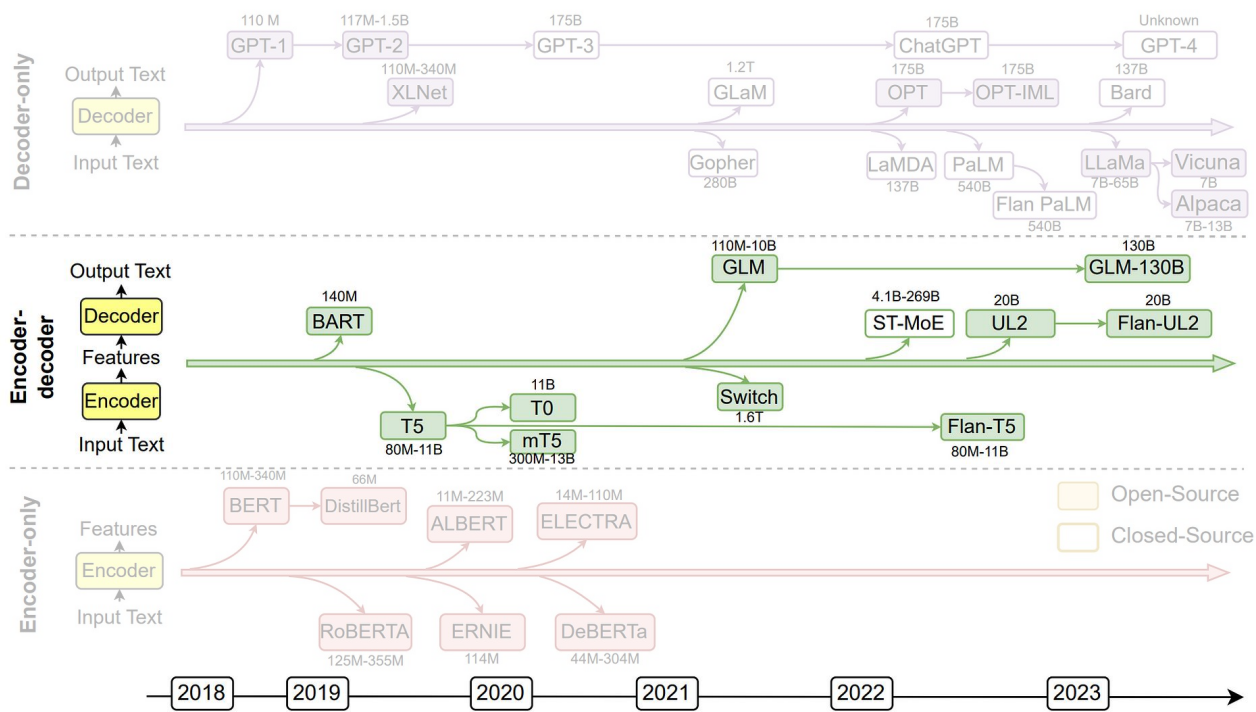 Decoder-only
Output Text
Decoder
Input Text
110 M
GPT-1
117M-1.5B
GPT-2
175B
GPT-3
175B
ChatGPT
Unknown
GPT-4
110M-340M
XLNet
1.2T
GLaM
175B
OPT
175B
OPT-IML
137B
Bard
Gopher
280B
LaMDA
137B
PaLM
540B
Flan PaLM
540B
LLaMa
7B-65B
Vicuna
7B
Alpaca
7B-13B
Encoder-
decoder
Output Text
Decoder
Features
Encoder
Input Text
110M-10B
GLM
130B
GLM-130B
140M
BART
4.1B-269B
ST-MoE
20B
UL2
20B
Flan-UL2
T5
80M-11B
11B
T0
mT5
300M-13B
Switch
1.6T
Flan-T5
80M-11B
Encoder-only
Features
Encoder
Input Text
110M-340M
BERT
66M
DistillBert
11M-223M
ALBERT
14M-110M
ELECTRA
Open-Source
Closed-Source
RoBERTA
125M-355M
ERNIE
114M
DeBERTa
44M-304M
2018
2019
2020
2021
2022
2023